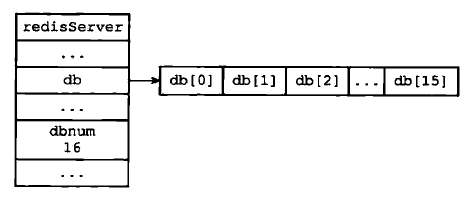 redisServer
...
db
db[0] db[1] db[2] ... db[15]
...
dbnum
16
...